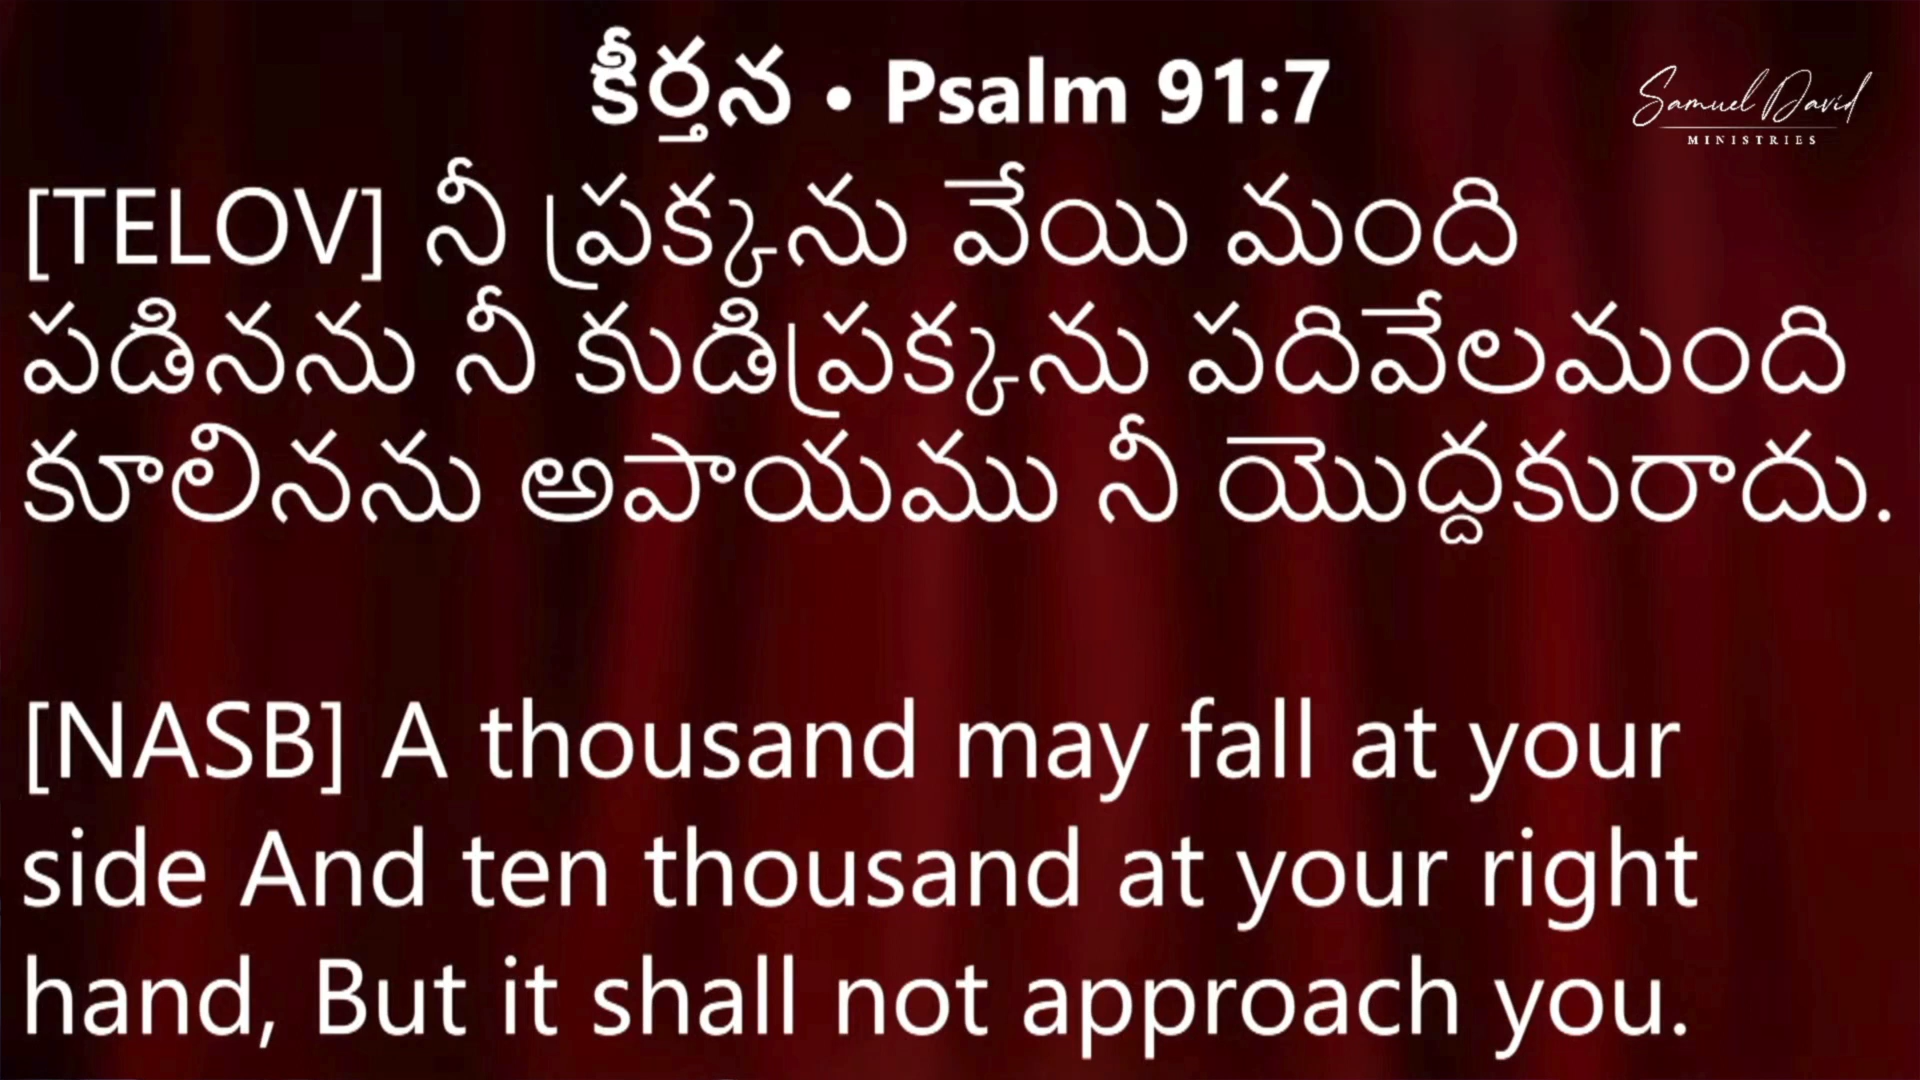 కీర్తన • Psalm 91:7
Samuel David
MINISTRIES
[TELOV] నీ ప్రక్కను వేయి మంది
పడినను నీ కుడిప్రక్కను పదివేలమంది
కూలినను అపాయము నీ యొద్దకురాదు.
[NASB] A thousand may fall at your
side And ten thousand at your right
hand, But it shall not approach you.